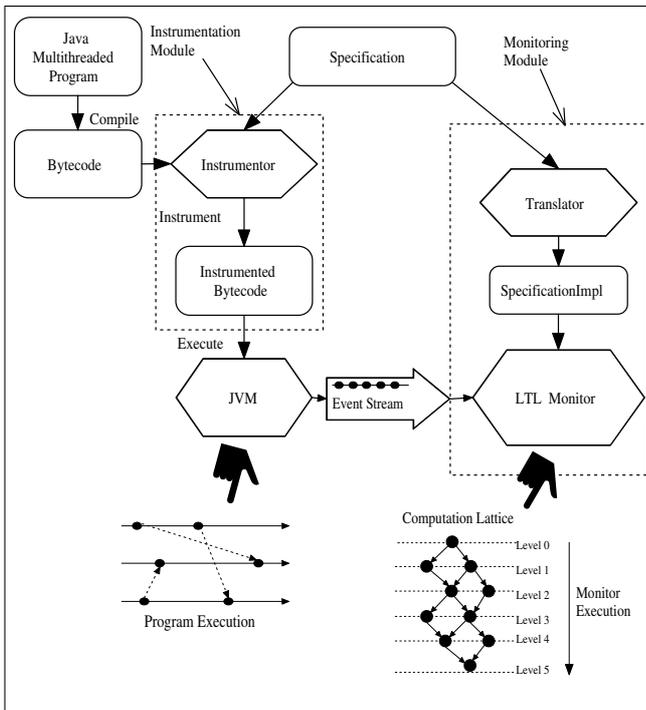 Java
Multithreaded
Program
Instrumentation
Module
Specification
Monitoring
Module
Compile
Bytecode
Instrumentor
Translator
Instrument
Instrumented
Bytecode
SpecificationImpl
Execute
JVM
Event Stream
LTL Monitor
Computation Lattice
Level 0
Level 1
Level 2
Level 3
Level 4
Level 5
Monitor
Execution
Program Execution